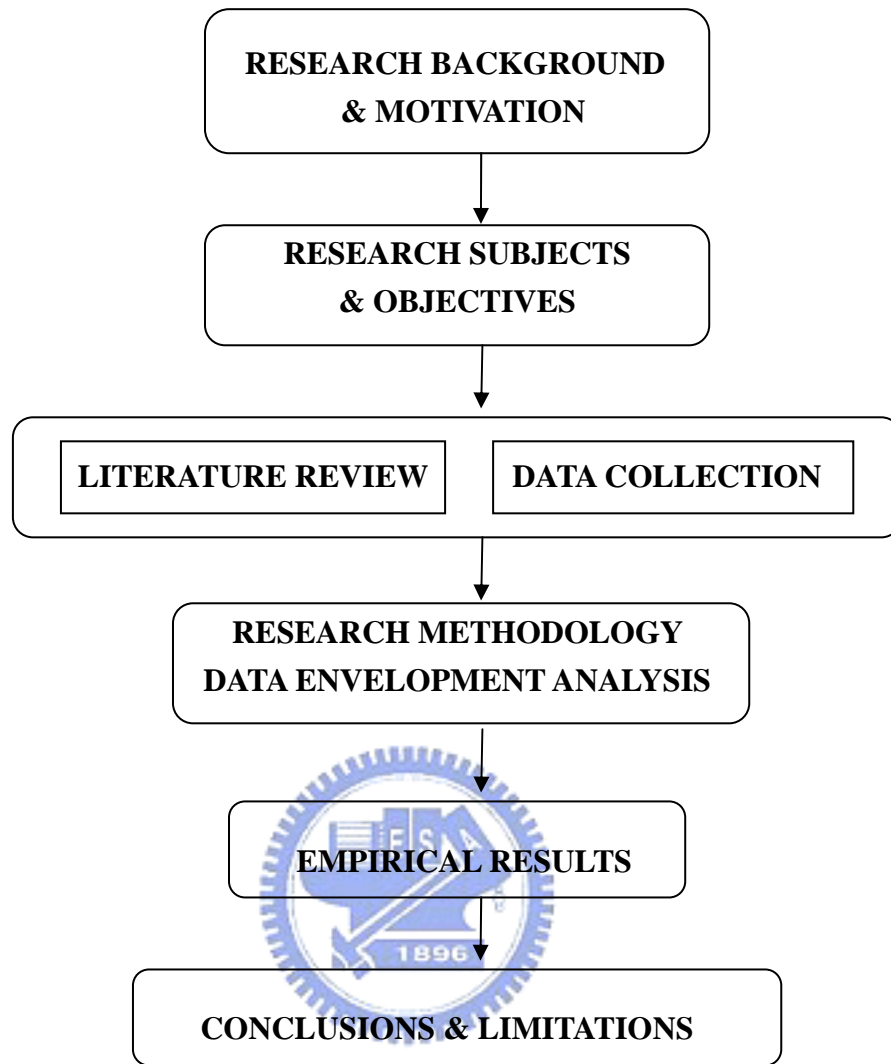 RESEARCH BACKGROUND
& MOTIVATION
RESEARCH SUBJECTS
& OBJECTIVES
LITERATURE REVIEW
DATA COLLECTION
RESEARCH METHODOLOGY
DATA ENVELOPMENT ANALYSIS
E S A
EMPIRICAL RESULTS
1896
CONCLUSIONS & LIMITATIONS